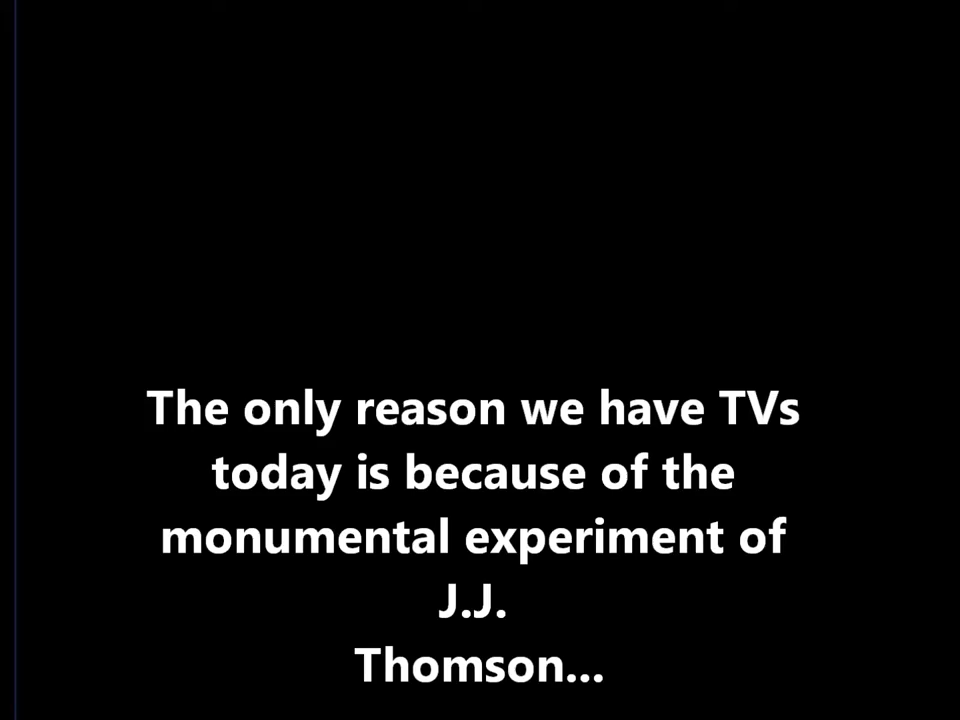 The only reason we have TVs
today is because of the
monumental experiment of
J.J.
Thomson...